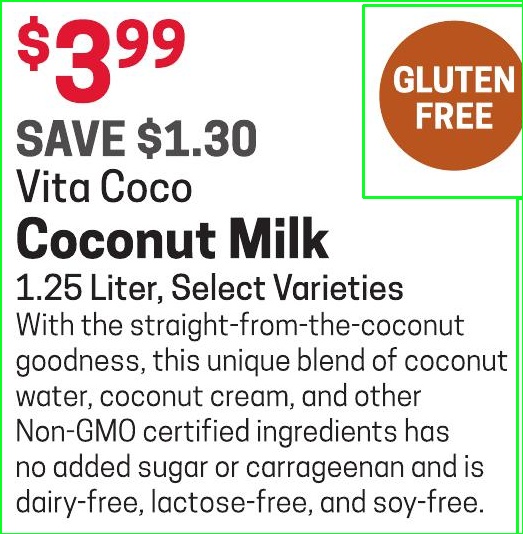 $3.99
SAVE $1.30
Vita Coco
Coconut Milk
1.25 Liter, Select Varieties
With the straight-from-the-coconut
goodness, this unique blend of coconut
water, coconut cream, and other
Non-GMO certified ingredients has
no added sugar or carrageenan and is
dairy-free, lactose-free, and soy-free.
GLUTEN
FREE